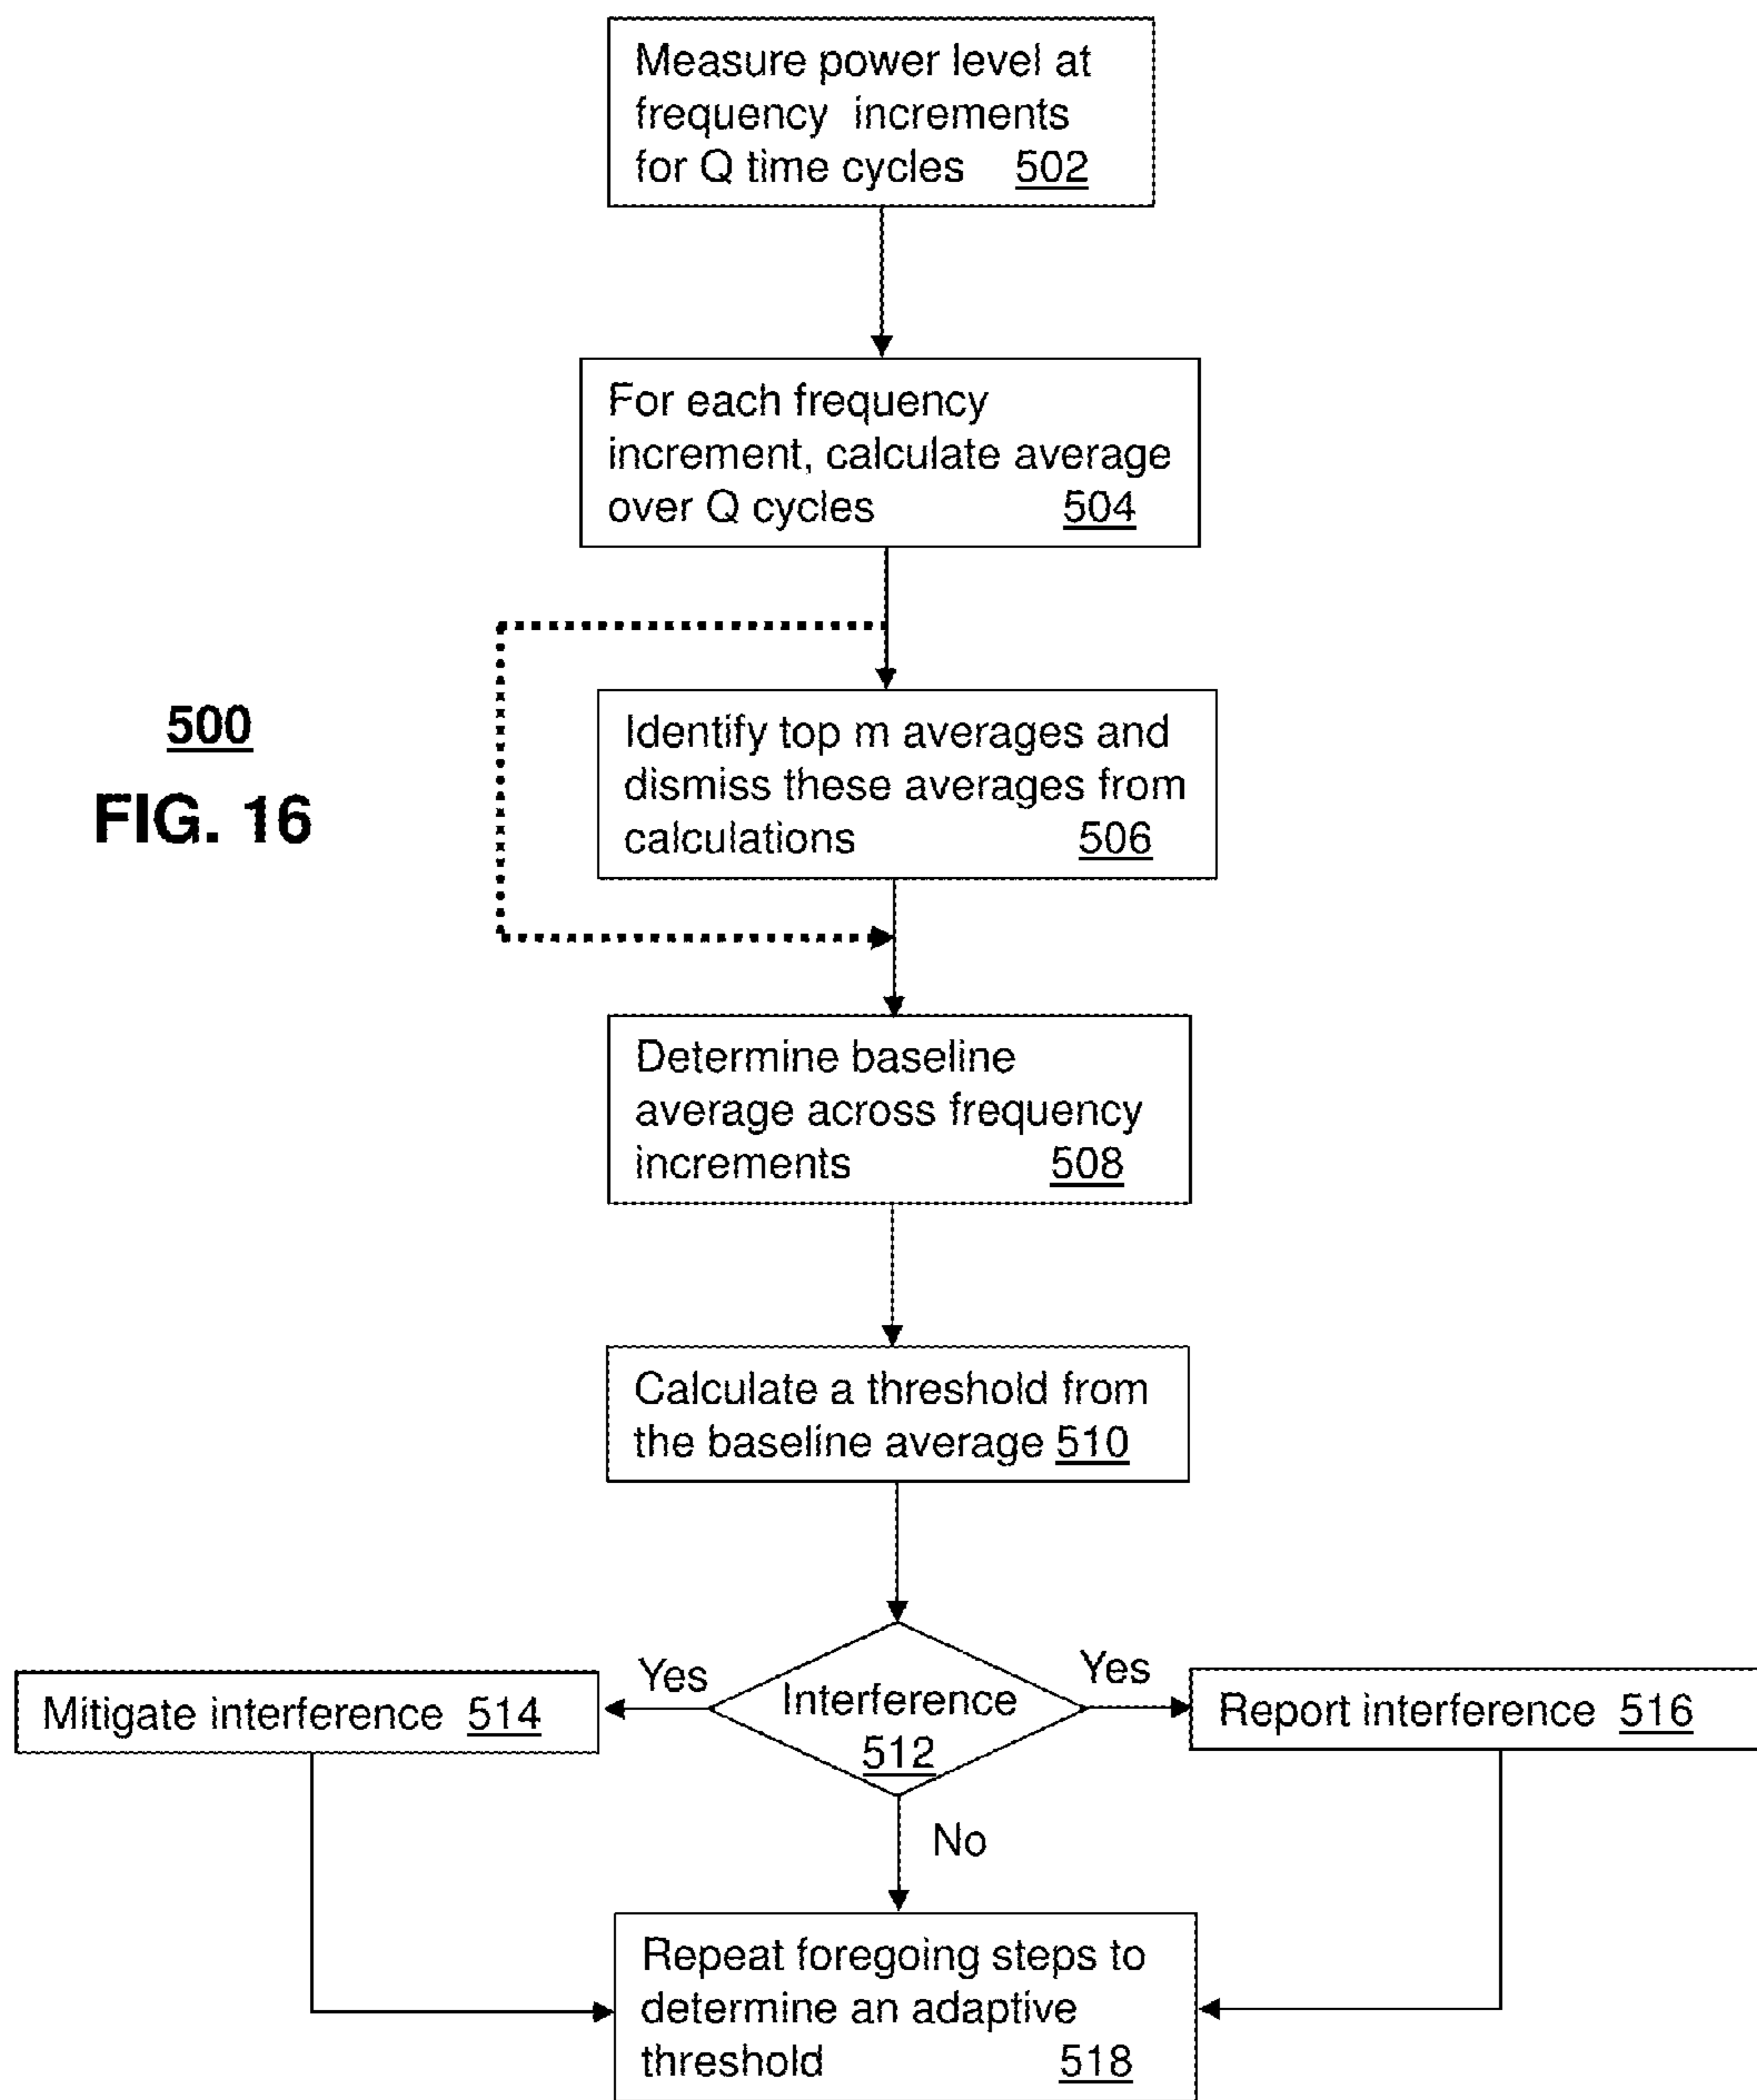 Measure power level at
frequency increments
for Q time cycles 502
For each frequency
increment, calculate average
over Q cycles 504
500
FIG. 16
Identify top m averages and
dismiss these averages from
calculations 506
Determine baseline
average across frequency
increments 508
Calculate a threshold from
the baseline average 510
Yes
Interference
512
Yes
Mitigate interference 514
Report interference 516
No
Repeat foregoing steps to
determine an adaptive
threshold 518